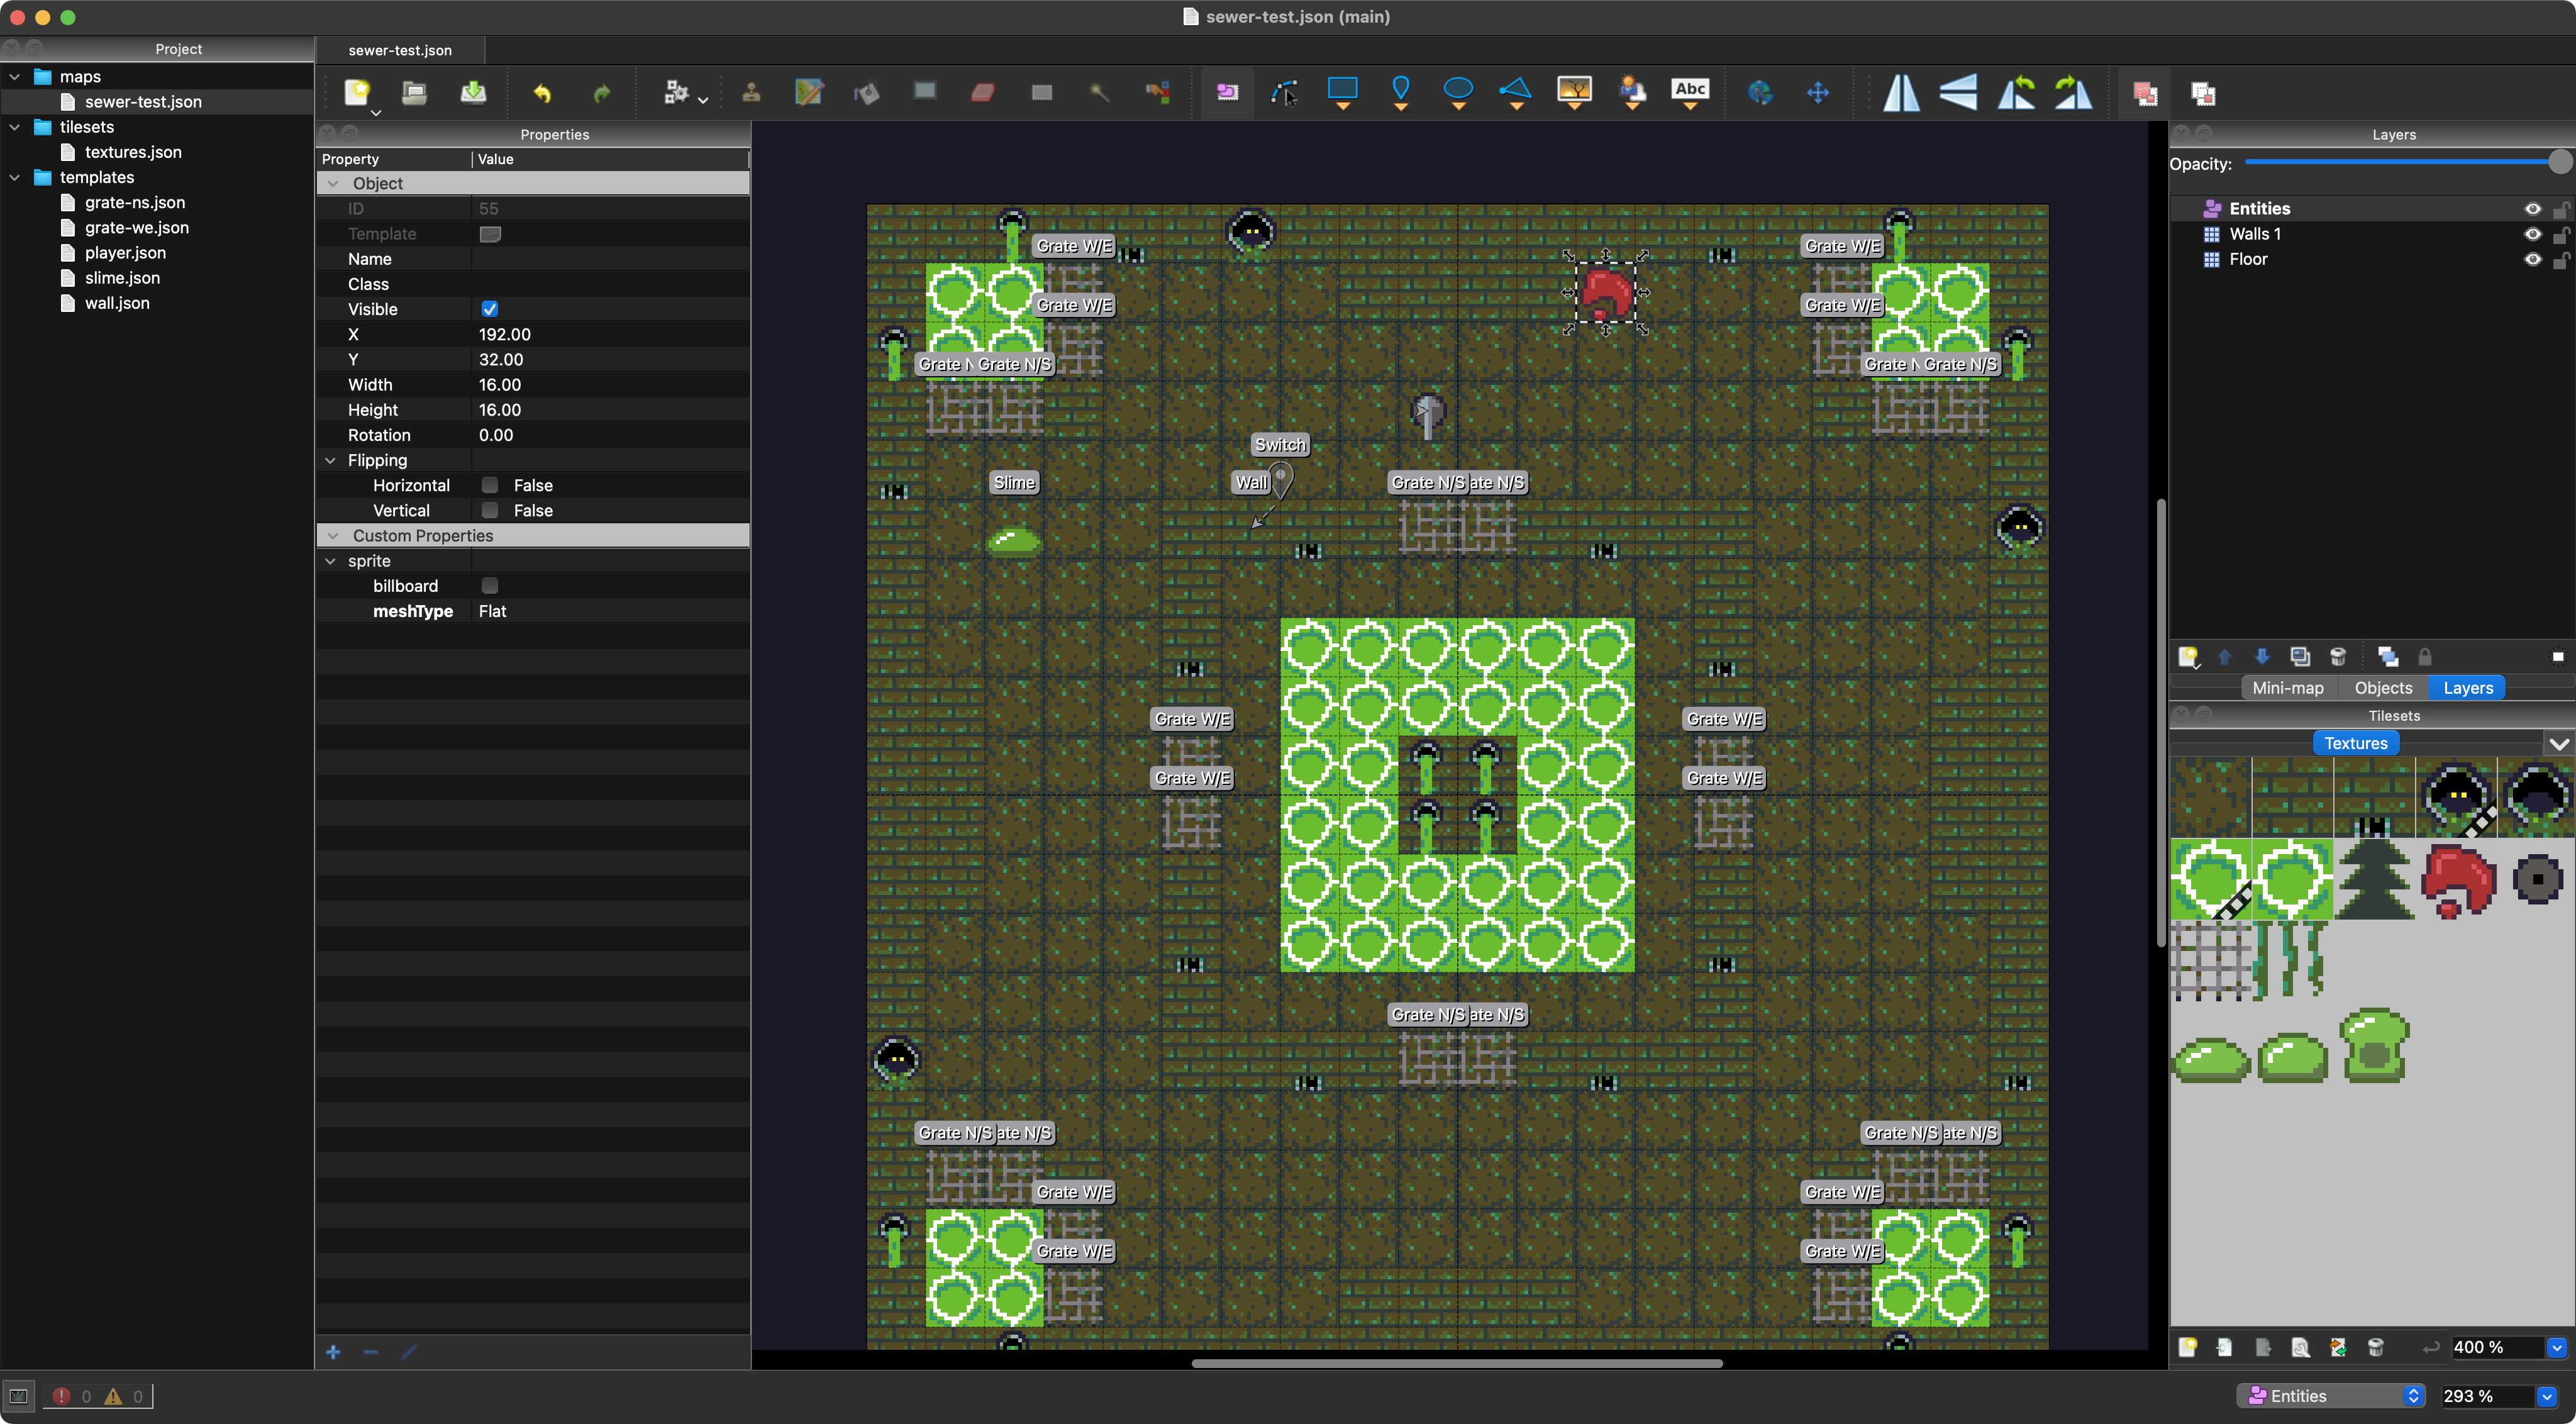 sewer-test.json (main)
Project
sewer-test.json
maps
sewer-test.json
tilesets
textures.json
templates
grate-ns.json
grate-we.json
player.json
slime.json
wall.json
Abc
Properties
Property Value
Object
ID 55
Template
Name
Class
Visible
X 192.00
Y 32.00
Width 16.00
Height 16.00
Rotation 0.00
Flipping
Horizontal False
Vertical False
Custom Properties
sprite
billboard
meshType Flat
Grate W/E Grate W/E
Grate W/E Grate W/E
Grate N Grate N/S Grate N Grate N/S
Switch
Slime Wall Grate N/S ate N/S
Grate W/E Grate W/E
Grate W/E Grate W/E
Grate N/S ate N/S
Grate N/S ate N/S Grate N/S ate N/S
Grate W/E Grate W/E
Grate W/E Grate W/E
Layers
Opacity:
Entities
Walls 1
Floor
Mini-map Objects Layers
Tilesets
Textures
400 %
0 0
Entities 293 %